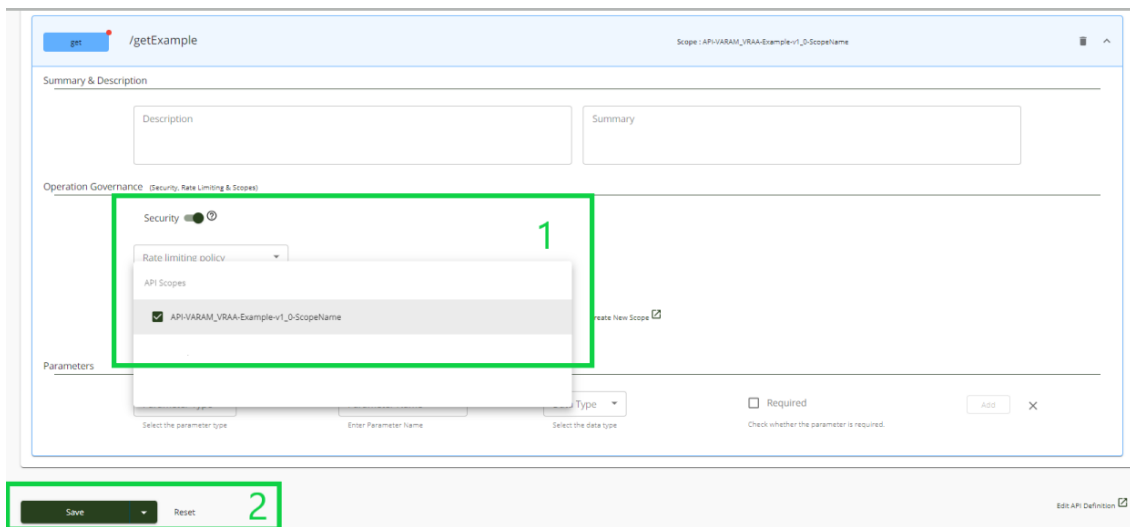 get
/getExample
Scope : API-VARAM_VRAA-Example-v1_0-ScopeName
Summary & Description
Description
Summary
Operation Governance (Security, Rate Limiting & Scopes)
Security
1
Rate limiting policy
API Scopes
API-VARAM_VRAA-Example-v1_0-ScopeName
reate New Scope
Parameters
Type
Required
Add
Select the parameter type
Enter Parameter Name
Select the data type
Check whether the parameter is required.
Save
Reset
2
Edit API Definition